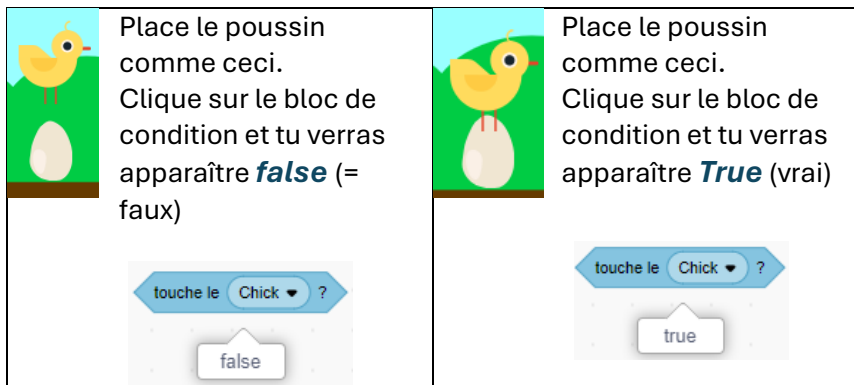 Place le poussin
comme ceci.
Clique sur le bloc de
condition et tu verras
apparaître false (=
faux)
touche le Chick ?
false
Place le poussin
comme ceci.
Clique sur le bloc de
condition et tu verras
apparaître True (vrai)
touche le Chick ?
true